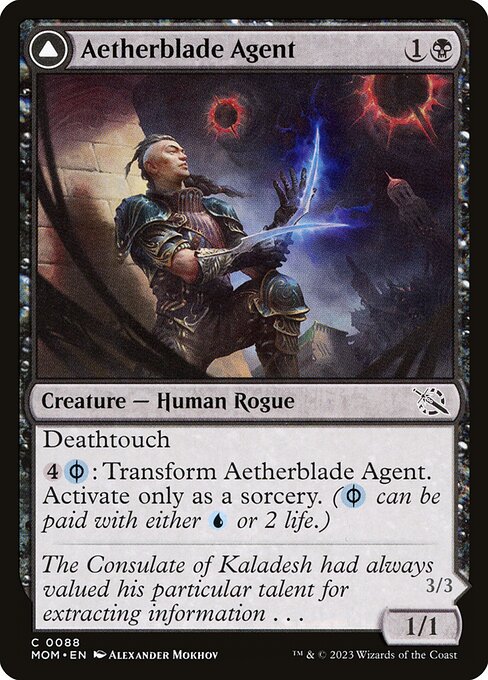 Aetherblade Agent 1
Creature — Human Rogue
Deathtouch
4 Φ: Transform Aetherblade Agent.
Activate only as a sorcery. (Φ can be
paid with either or 2 life.)
The Consulate of Kaladesh had always
valued his particular talent for
extracting information . . .
3/3
1/1
C 0088
MOM • EN Alexander Mokhov
™ & © 2023 Wizards of the Coast